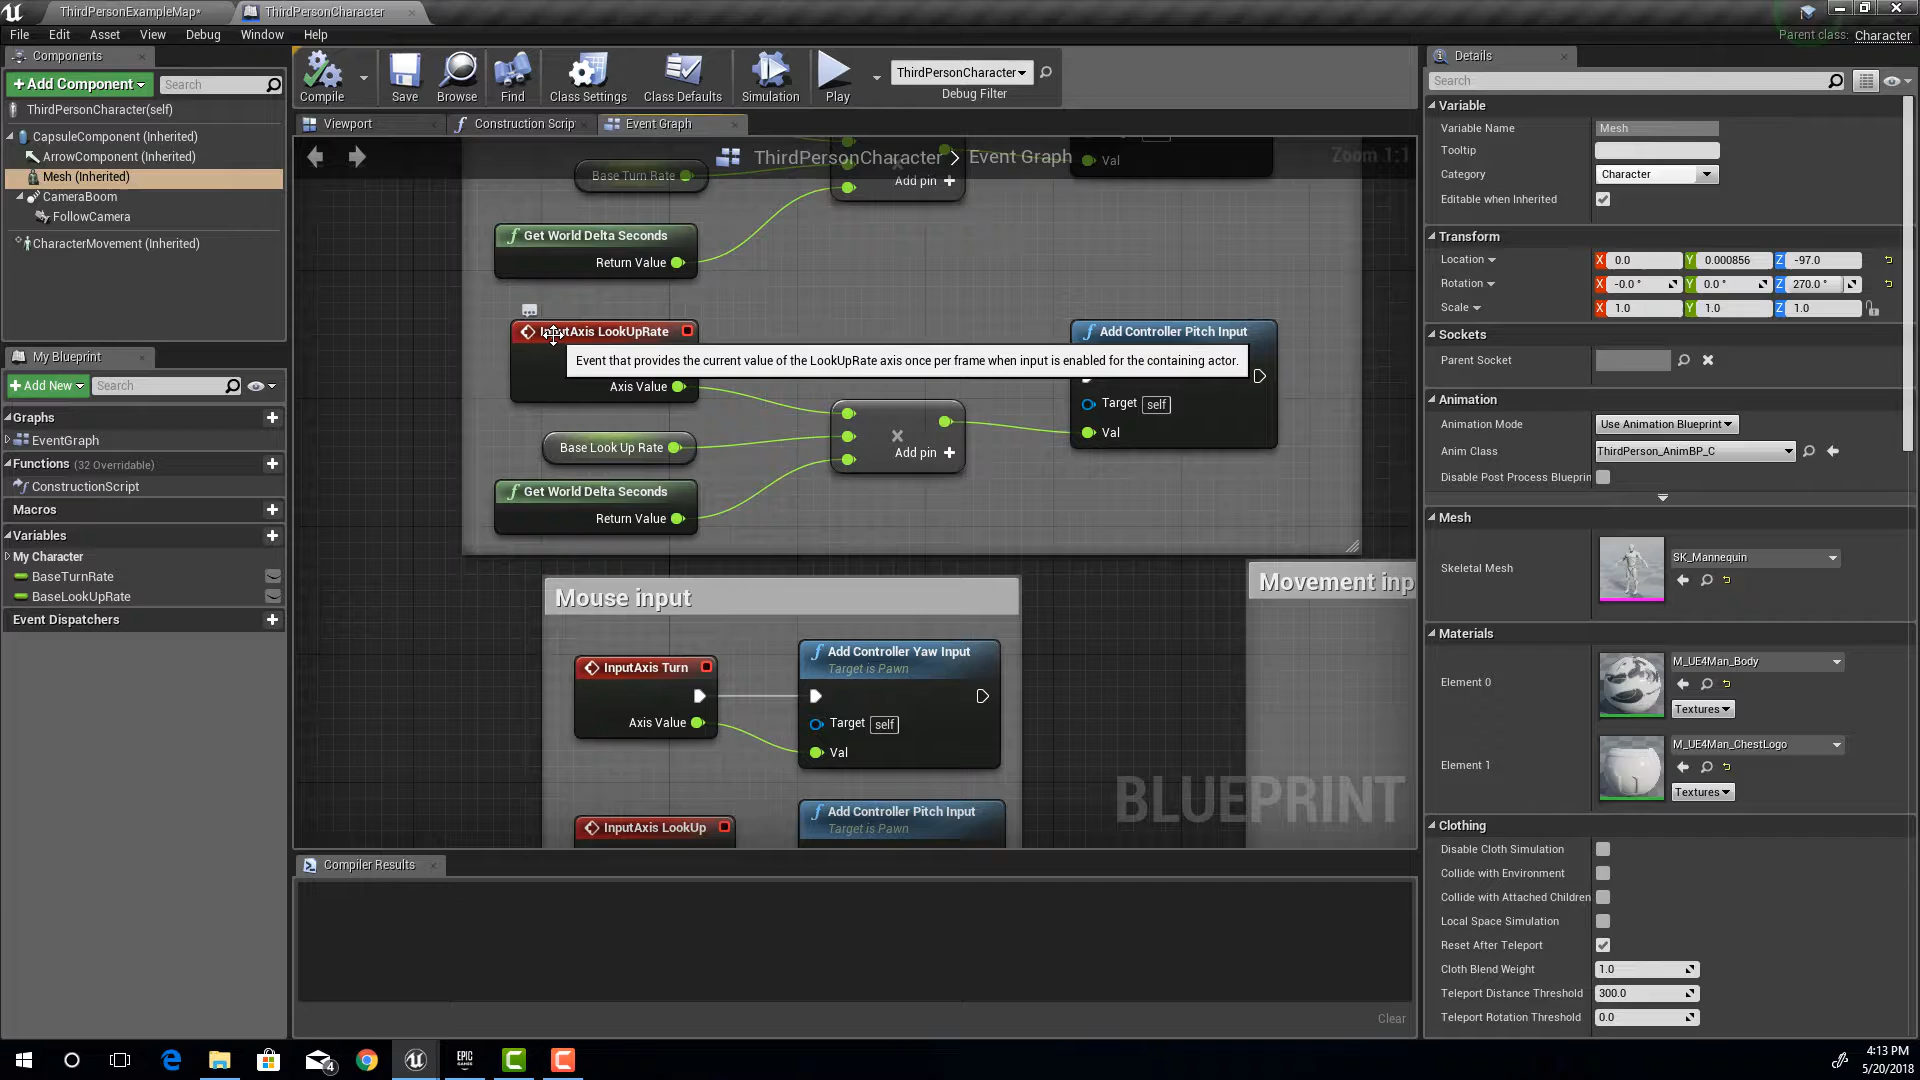 ThirdPersonExampleMap*
ThirdPersonCharacter
File
Edit
Asset
View
Debug
Window
Help
Parent class: Character
Components
+Add Component
Search
ThirdPersonCharacter(self)
CapsuleComponent (Inherited)
ArrowComponent (Inherited)
Mesh (Inherited)
CameraBoom
FollowCamera
CharacterMovement (Inherited)
My Blueprint
+Add New
Search
Graphs
EventGraph
Functions (32 Overridable)
ConstructionScript
Macros
Variables
My Character
BaseTurnRate
BaseLookUpRate
Event Dispatchers
Compile
Save
Browse
Find
Class Settings
Class Defaults
Simulation
Play
ThirdPersonCharacter
Debug Filter
Viewport
Construction Scrip
Event Graph
ThirdPersonCharacter > Event Graph
Zoom 1:1
Base Turn Rate
Add pin +
Val
Get World Delta Seconds
Return Value
InputAxis LookUpRate
Add Controller Pitch Input
Event that provides the current value of the LookUpRate axis once per frame when input is enabled for the containing actor.
Axis Value
Target self
Base Look Up Rate
Add pin +
Val
Get World Delta Seconds
Return Value
Mouse input
Movement inp
InputAxis Turn
Axis Value
Add Controller Yaw Input
Target is Pawn
Target self
Val
InputAxis LookUp
Add Controller Pitch Input
Target is Pawn
BLUEPRINT
Compiler Results
Clear
Details
Search
Variable
Variable Name
Mesh
Tooltip
Category
Character
Editable when Inherited
Transform
Location
X 0.0
Y 0.000856
Z -97.0
Rotation
X -0.0 °
Y 0.0 °
Z 270.0 °
Scale
X 1.0
Y 1.0
Z 1.0
Sockets
Parent Socket
Animation
Animation Mode
Use Animation Blueprint
Anim Class
ThirdPerson_AnimBP_C
Disable Post Process Blueprin
Mesh
Skeletal Mesh
SK_Mannequin
Materials
Element 0
M_UE4Man_Body
Textures
Element 1
M_UE4Man_ChestLogo
Textures
Clothing
Disable Cloth Simulation
Collide with Environment
Collide with Attached Children
Local Space Simulation
Reset After Teleport
Cloth Blend Weight
1.0
Teleport Distance Threshold
300.0
Teleport Rotation Threshold
0.0
4
EPIC
GAMES
4:13 PM
5/20/2018